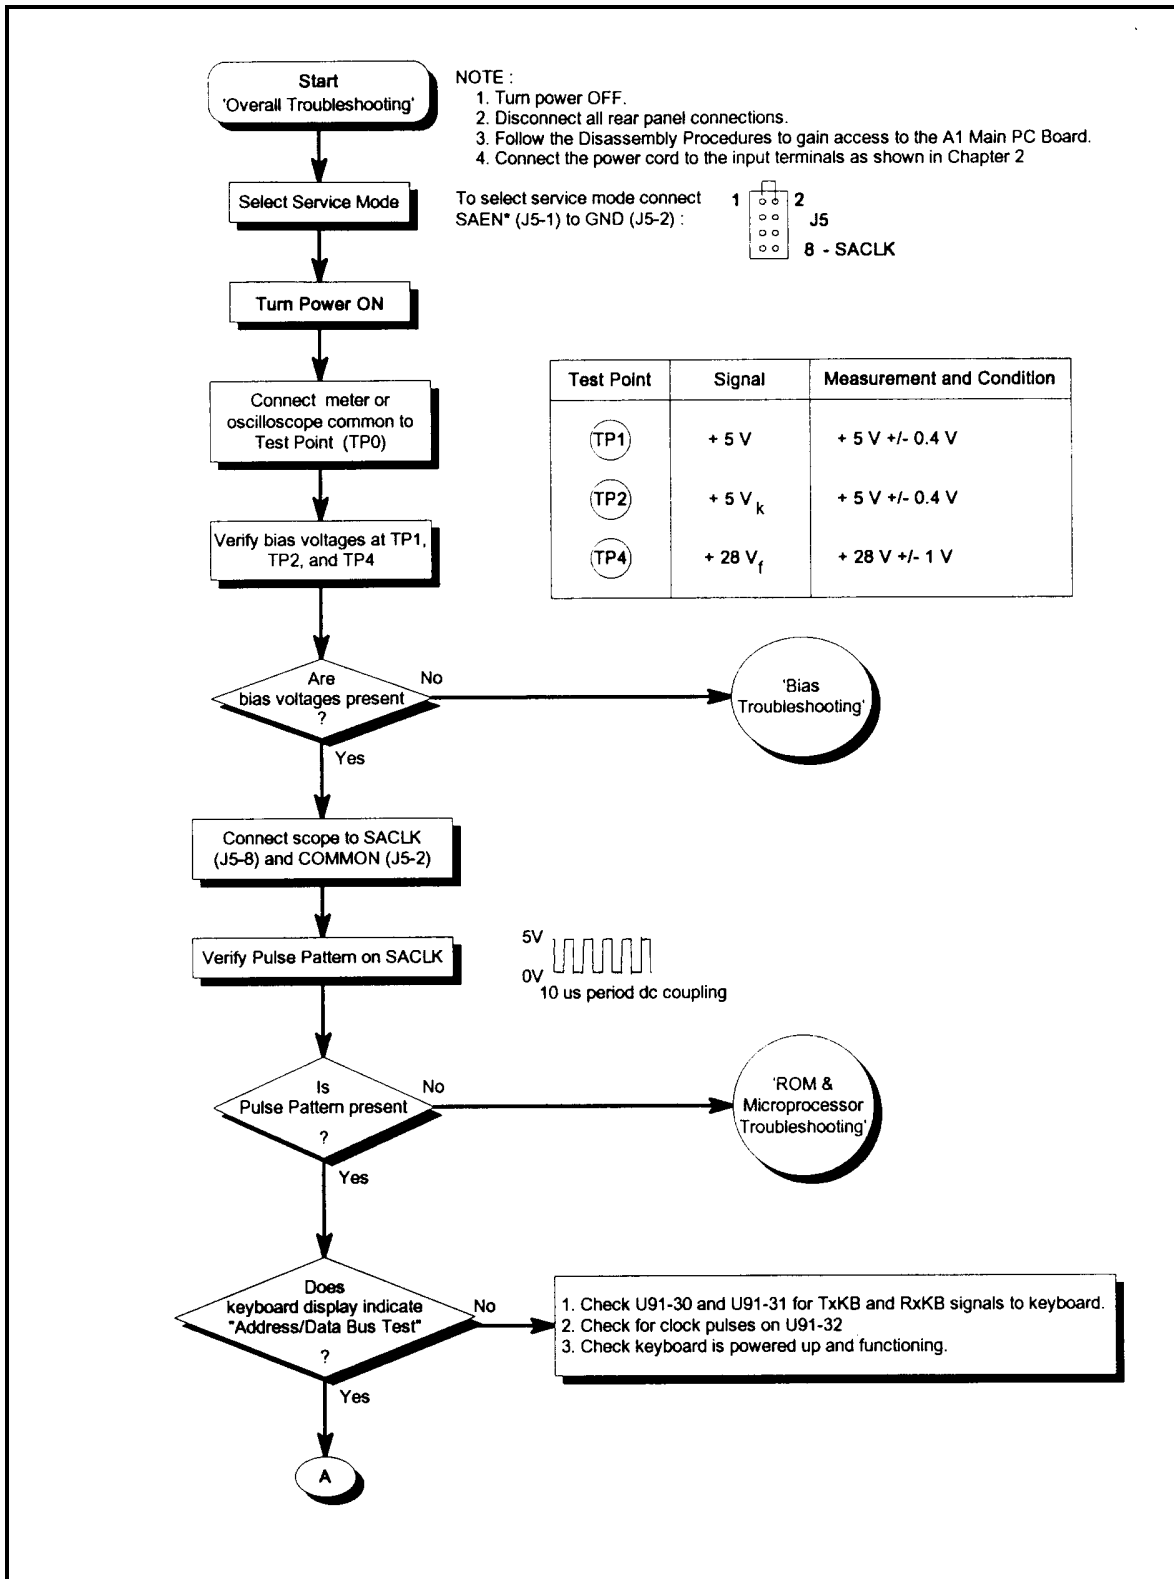 Start
'Overall Troubleshooting'
NOTE :
1. Turn power OFF.
2. Disconnect all rear panel connections.
3. Follow the Disassembly Procedures to gain access to the A1 Main PC Board.
4. Connect the power cord to the input terminals as shown in Chapter 2
Select Service Mode
To select service mode connect
SAEN* (J5-1) to GND (J5-2) :
1 2
J5
8 - SACLK
Turn Power ON
Connect meter or
oscilloscope common to
Test Point (TP0)
Test Point Signal Measurement and Condition
TP1 + 5 V + 5 V +/- 0.4 V
TP2 + 5 V k + 5 V +/- 0.4 V
TP4 + 28 V f + 28 V +/- 1 V
Verify bias voltages at TP1,
TP2, and TP4
Are
bias voltages present
?
No
'Bias
Troubleshooting'
Yes
Connect scope to SACLK
(J5-8) and COMMON (J5-2)
Verify Pulse Pattern on SACLK
5V
0V
10 us period dc coupling
Is
Pulse Pattern present
?
No
'ROM &
Microprocessor
Troubleshooting'
Yes
Does
keyboard display indicate
"Address/Data Bus Test"
?
No
1. Check U91-30 and U91-31 for TxKB and RxKB signals to keyboard.
2. Check for clock pulses on U91-32
3. Check keyboard is powered up and functioning.
Yes
A